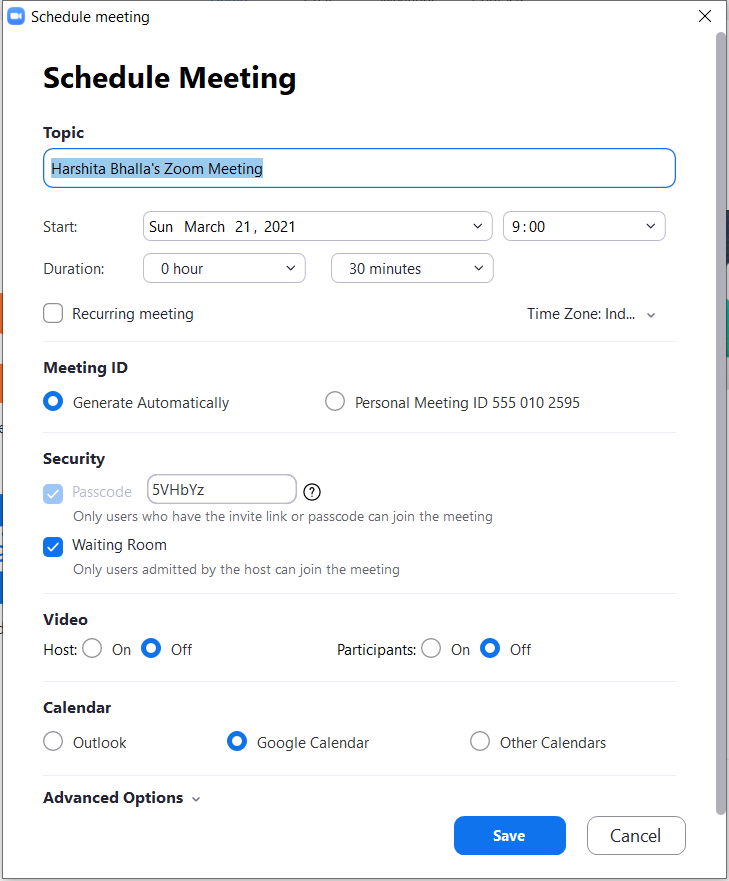 Schedule meeting
Schedule Meeting
Topic
Harshita Bhalla's Zoom Meeting
Start: Sun March 21, 2021 9:00
Duration: 0 hour 30 minutes
Recurring meeting Time Zone: Ind...
Meeting ID
Generate Automatically Personal Meeting ID 555 010 2595
Security
Passcode 5VHbYz
Only users who have the invite link or passcode can join the meeting
Waiting Room
Only users admitted by the host can join the meeting
Video
Host: On Off Participants: On Off
Calendar
Outlook Google Calendar Other Calendars
Advanced Options
Save Cancel